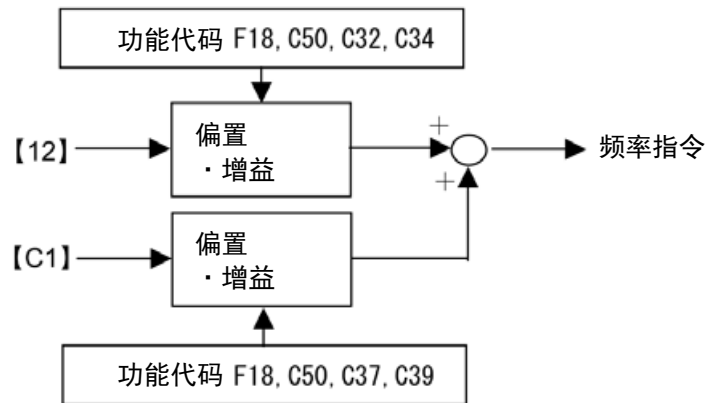 功能代码 F18, C50, C32, C34
偏置
・增益
【12】
+
+
频率指令
【C1】
偏置
・增益
功能代码 F18, C50, C37, C39